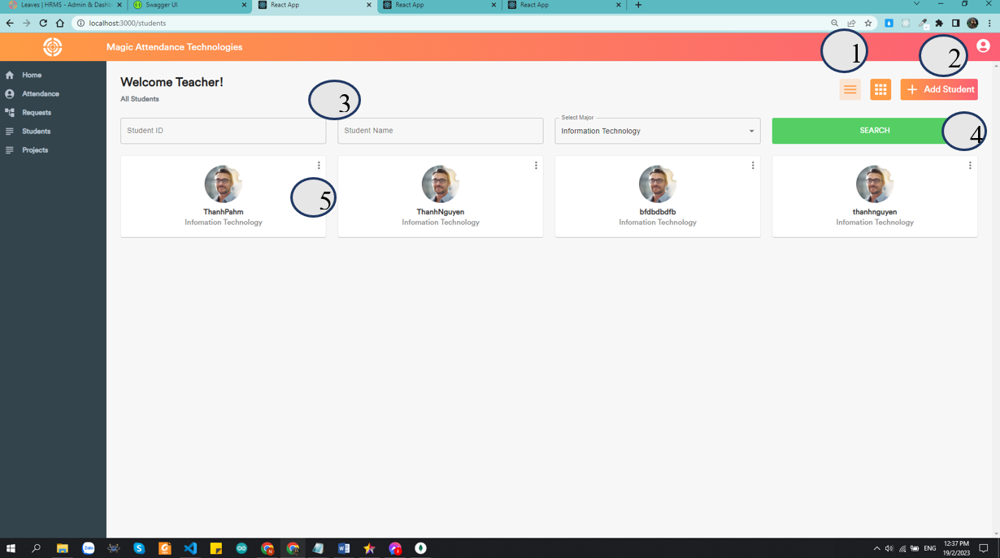 Leaves | HRMS - Admin & Dashb
Swagger UI
React App
React App
React App
localhost:3000/students
Magic Attendance Technologies
1
2
Home
Attendance
Requests
Students
Projects
Welcome Teacher!
All Students
3
Add Student
Student ID
Student Name
Select Major
Information Technology
SEARCH
4
5
ThanhPahm
Infomation Technology
ThanhNguyen
Infomation Technology
bfdbdbdfb
Infomation Technology
thanhnguyen
Infomation Technology
Zalo
ENG
12:37 PM
19/2/2023